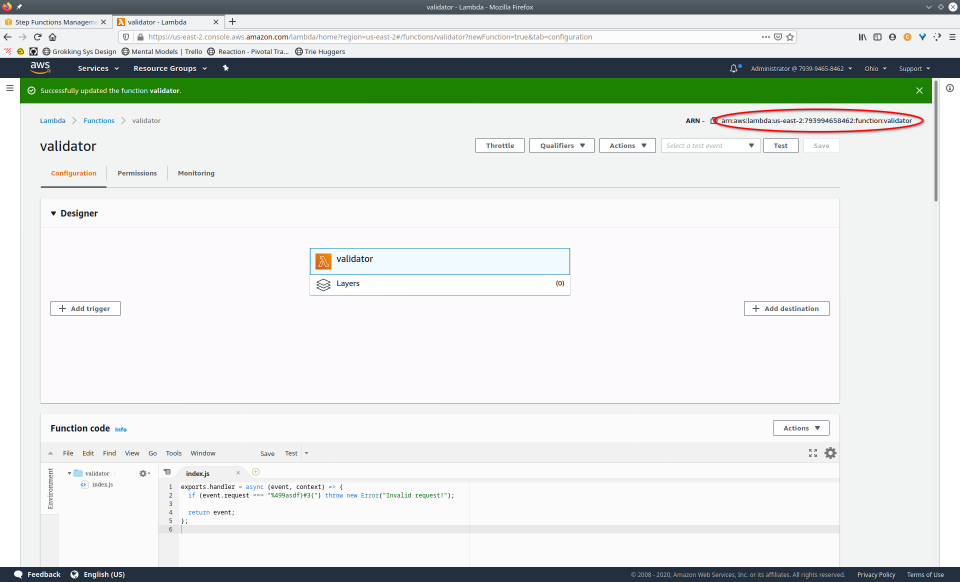 validator - Lambda - Mozilla Firefox
Step Functions Managem
validator - Lambda
https://us-east-2.console.aws.amazon.com/lambda/home?region=us-east-2#/functions/validator?newFunction=true&tab=configuration
Grokking Sys Design
Mental Models | Trello
Reaction - Pivotal Tra...
Trie Huggers
aws
Services
Resource Groups
Administrator @ 7939-9465-8462
Ohio
Support
Successfully updated the function validator.
Lambda
Functions
validator
ARN - arn:aws:lambda:us-east-2:793994658462:function:validator
validator
Throttle
Qualifiers
Actions
Select a test event
Test
Save
Configuration
Permissions
Monitoring
Designer
validator
Layers
(0)
+ Add trigger
+ Add destination
Function code Info
Actions
File Edit Find View Go Tools Window Save Test
Environment
validator
index.js
index.js
1 exports.handler = async (event, context) => {
2 if (event.request === "%499asdf)#3(") throw new Error("Invalid request!");
3
4 return event;
5 };
6
Feedback
English (US)
© 2008 - 2020, Amazon Web Services, Inc. or its affiliates. All rights reserved.
Privacy Policy
Terms of Use